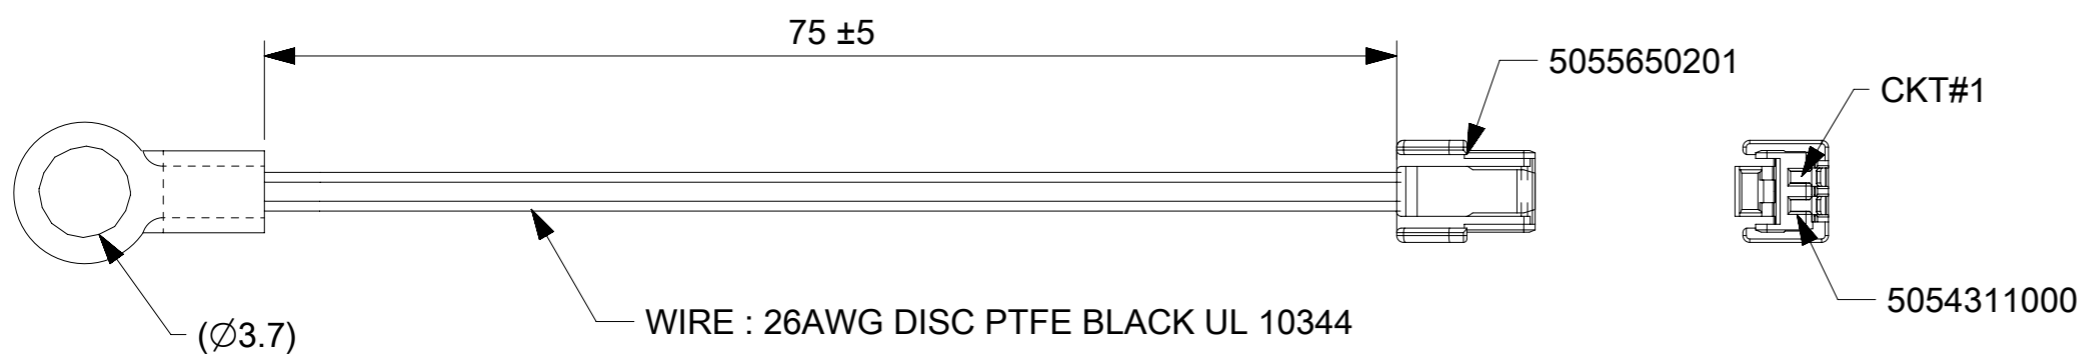 75 ±5
5055650201
CKT#1
5054311000
WIRE : 26AWG DISC PTFE BLACK UL 10344
(∅3.7)